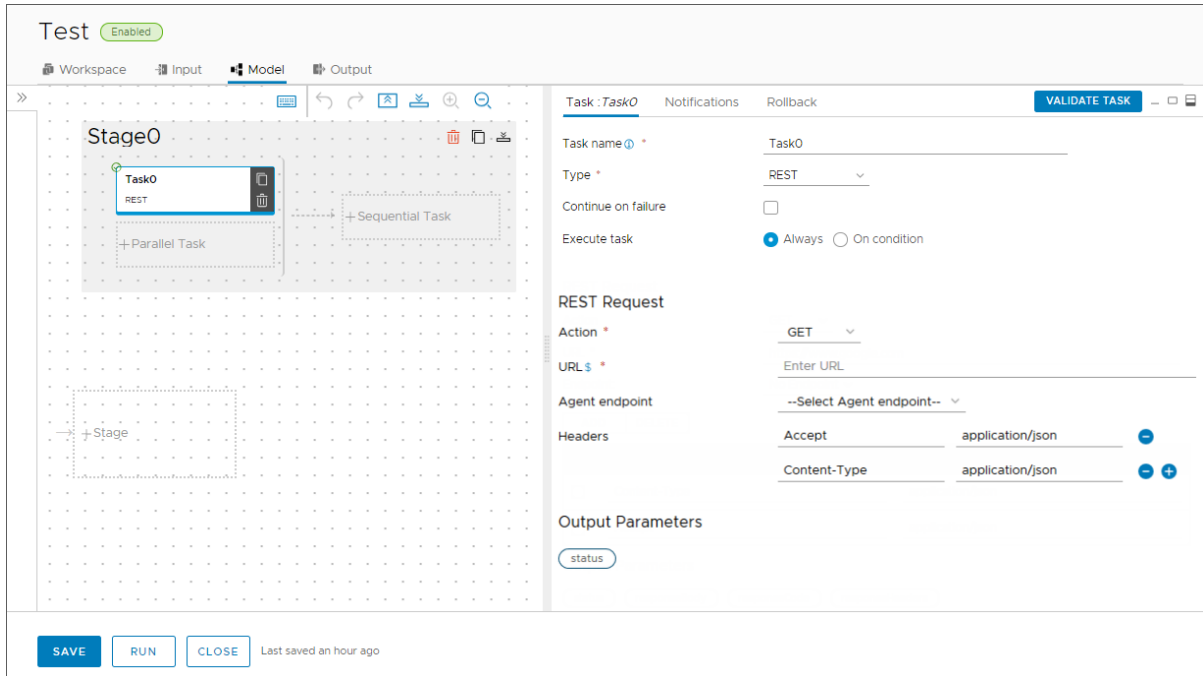 Test Enabled
Workspace Input Model Output
Stage0
Task0
REST
+Parallel Task
+Sequential Task
+Stage
Task :Task0 Notifications Rollback VALIDATE TASK
Task name * Task0
Type * REST
Continue on failure
Execute task Always On condition
REST Request
Action * GET
URL $ * Enter URL
Agent endpoint --Select Agent endpoint--
Headers Accept application/json
Content-Type application/json
Output Parameters
status
SAVE RUN CLOSE Last saved an hour ago